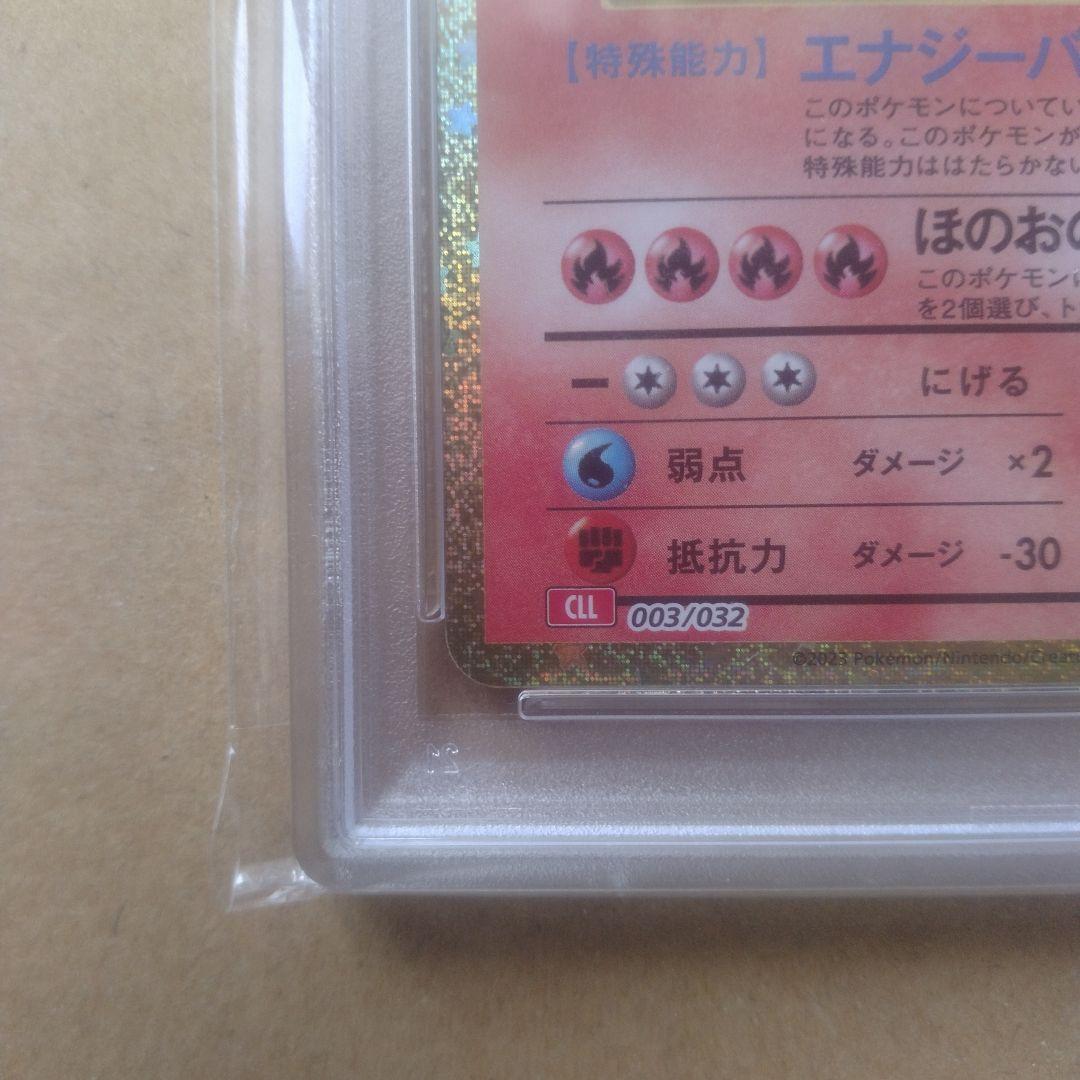 【特殊能力】 エナジーバ
このポケモンについてい
になる。このポケモンが
特殊能力ははたらかない
ほのおの
このポケモンに
を2個選び、ト
にげる
弱点 ダメージ ×2
抵抗力 ダメージ -30
CLL 003/032
©2023 Pokémon/Nintendo/Creat